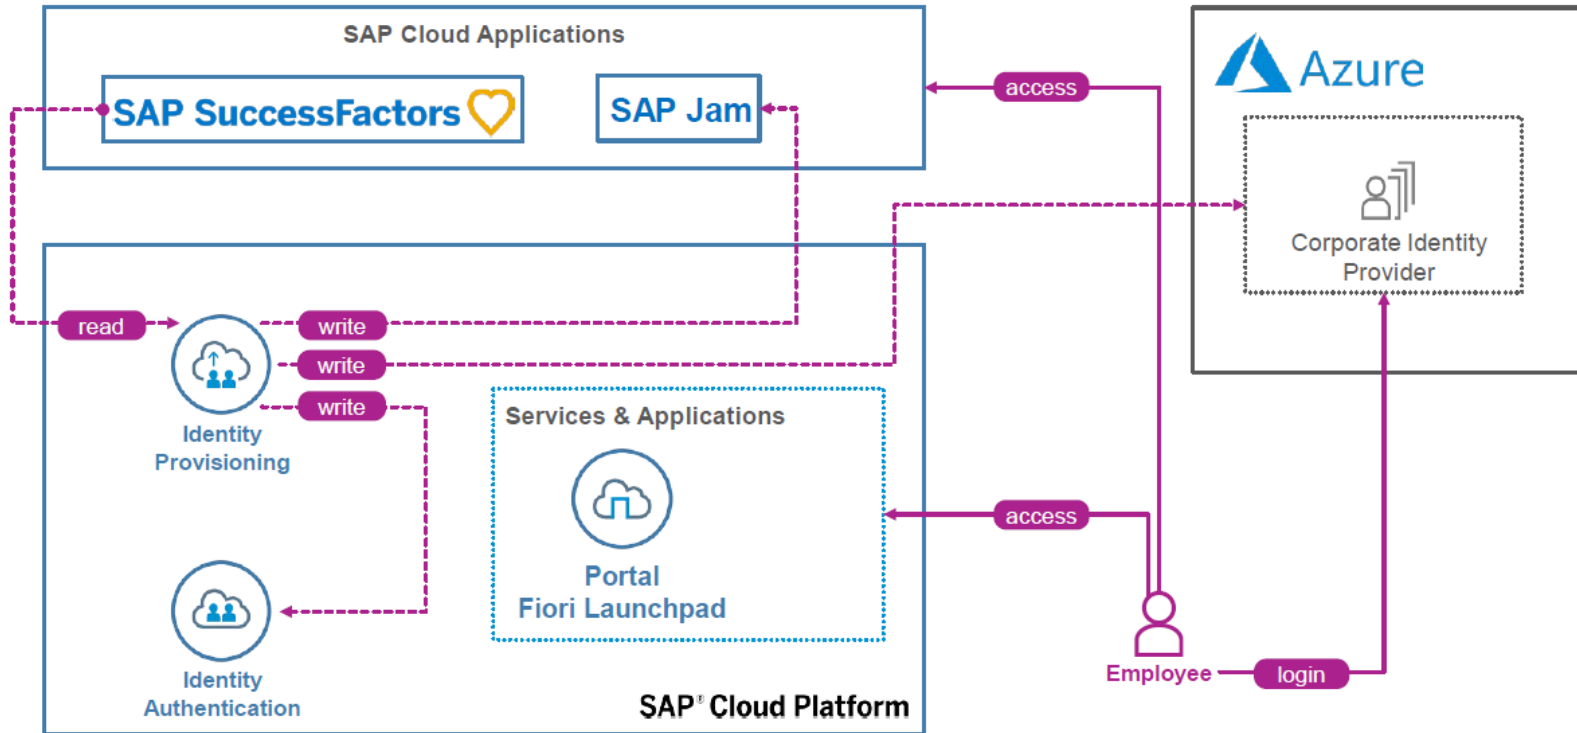 SAP Cloud Applications
SAP SuccessFactors
SAP Jam
access
Azure
Corporate Identity
Provider
read
write
write
write
Identity
Provisioning
Services & Applications
Portal
Fiori Launchpad
access
Identity
Authentication
SAP® Cloud Platform
Employee
login